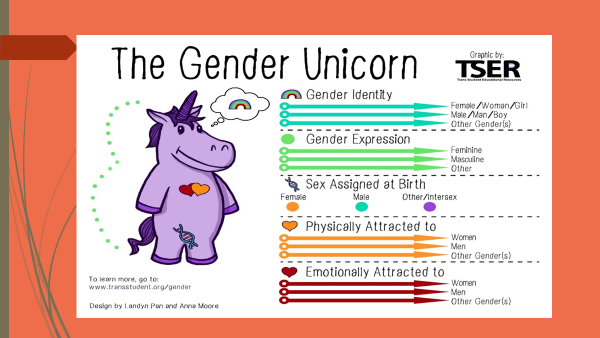 The Gender Unicorn
Graphic by:
TSER
Trans Student Educational Resources
Gender Identity
Female/Woman/Girl
Male/Man/Boy
Other Gender(s)
Gender Expression
Feminine
Masculine
Other
Sex Assigned at Birth
Female Male Other/Intersex
Physically Attracted to
Women
Men
Other Gender(s)
Emotionally Attracted to
Women
Men
Other Gender(s)
To learn more, go to:
www.transstudent.org/gender
Design by Landyn Pan and Anna Moore